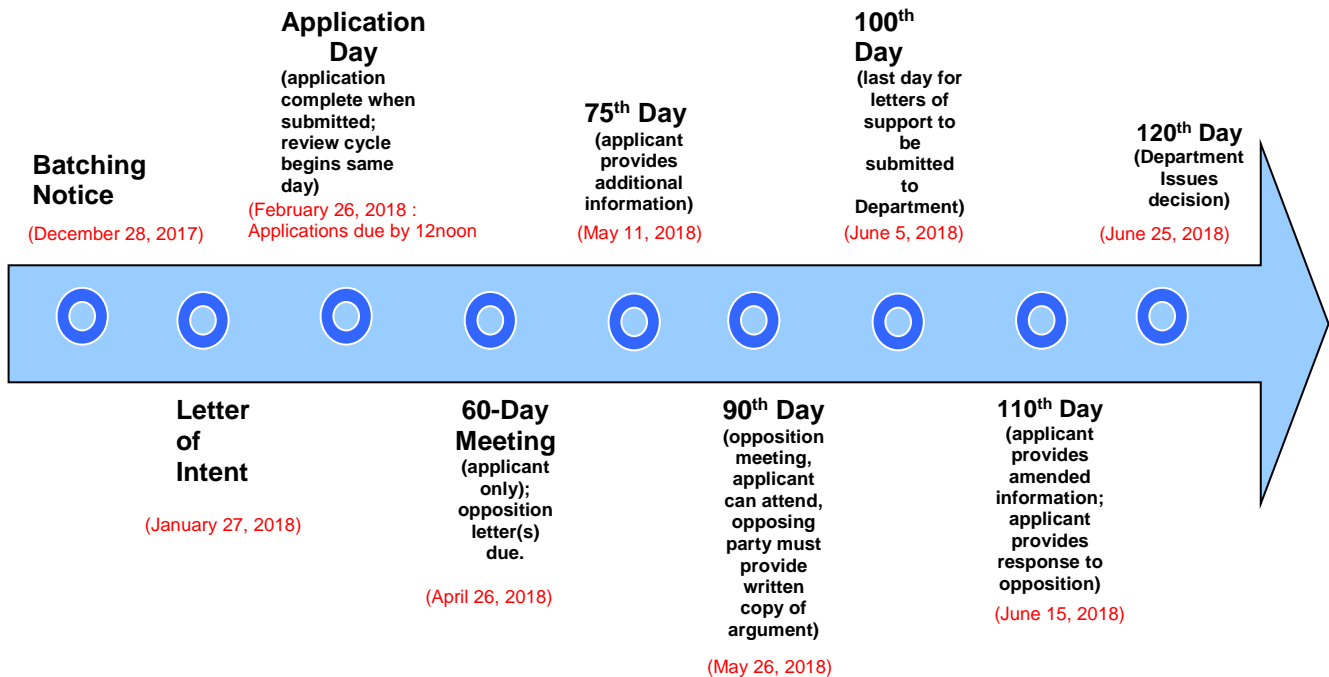 Batching
Notice
(December 28, 2017)
Letter
of
Intent
(January 27, 2018)
Application
Day
(application
complete when
submitted;
review cycle
begins same
day)
(February 26, 2018 :
Applications due by 12noon
60-Day
Meeting
(applicant
only);
opposition
letter(s)
due.
(April 26, 2018)
75th Day
(applicant
provides
additional
information)
(May 11, 2018)
90th Day
(opposition
meeting,
applicant
can attend,
opposing
party must
provide
written
copy of
argument)
(May 26, 2018)
100th
Day
(last day for
letters of
support to
be
submitted
to
Department)
(June 5, 2018)
110th Day
(applicant
provides
amended
information;
applicant
provides
response to
opposition)
(June 15, 2018)
120th Day
(Department
Issues
decision)
(June 25, 2018)